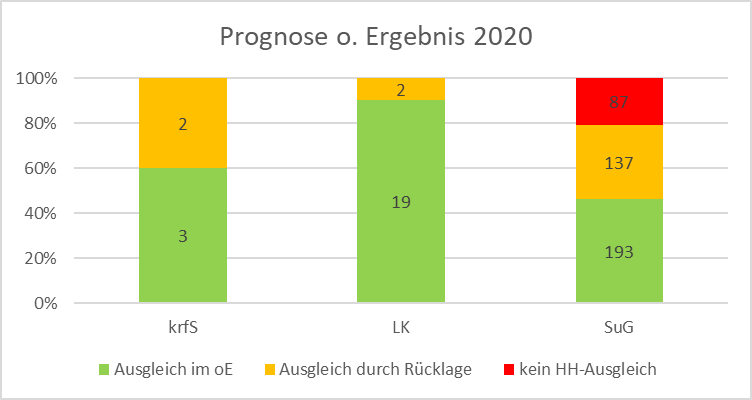 Prognose o. Ergebnis 2020
100%
80%
60%
40%
20%
0%
2
3
2
19
87
137
193
krfS
LK
SuG
Ausgleich im oE
Ausgleich durch Rücklage
kein HH-Ausgleich